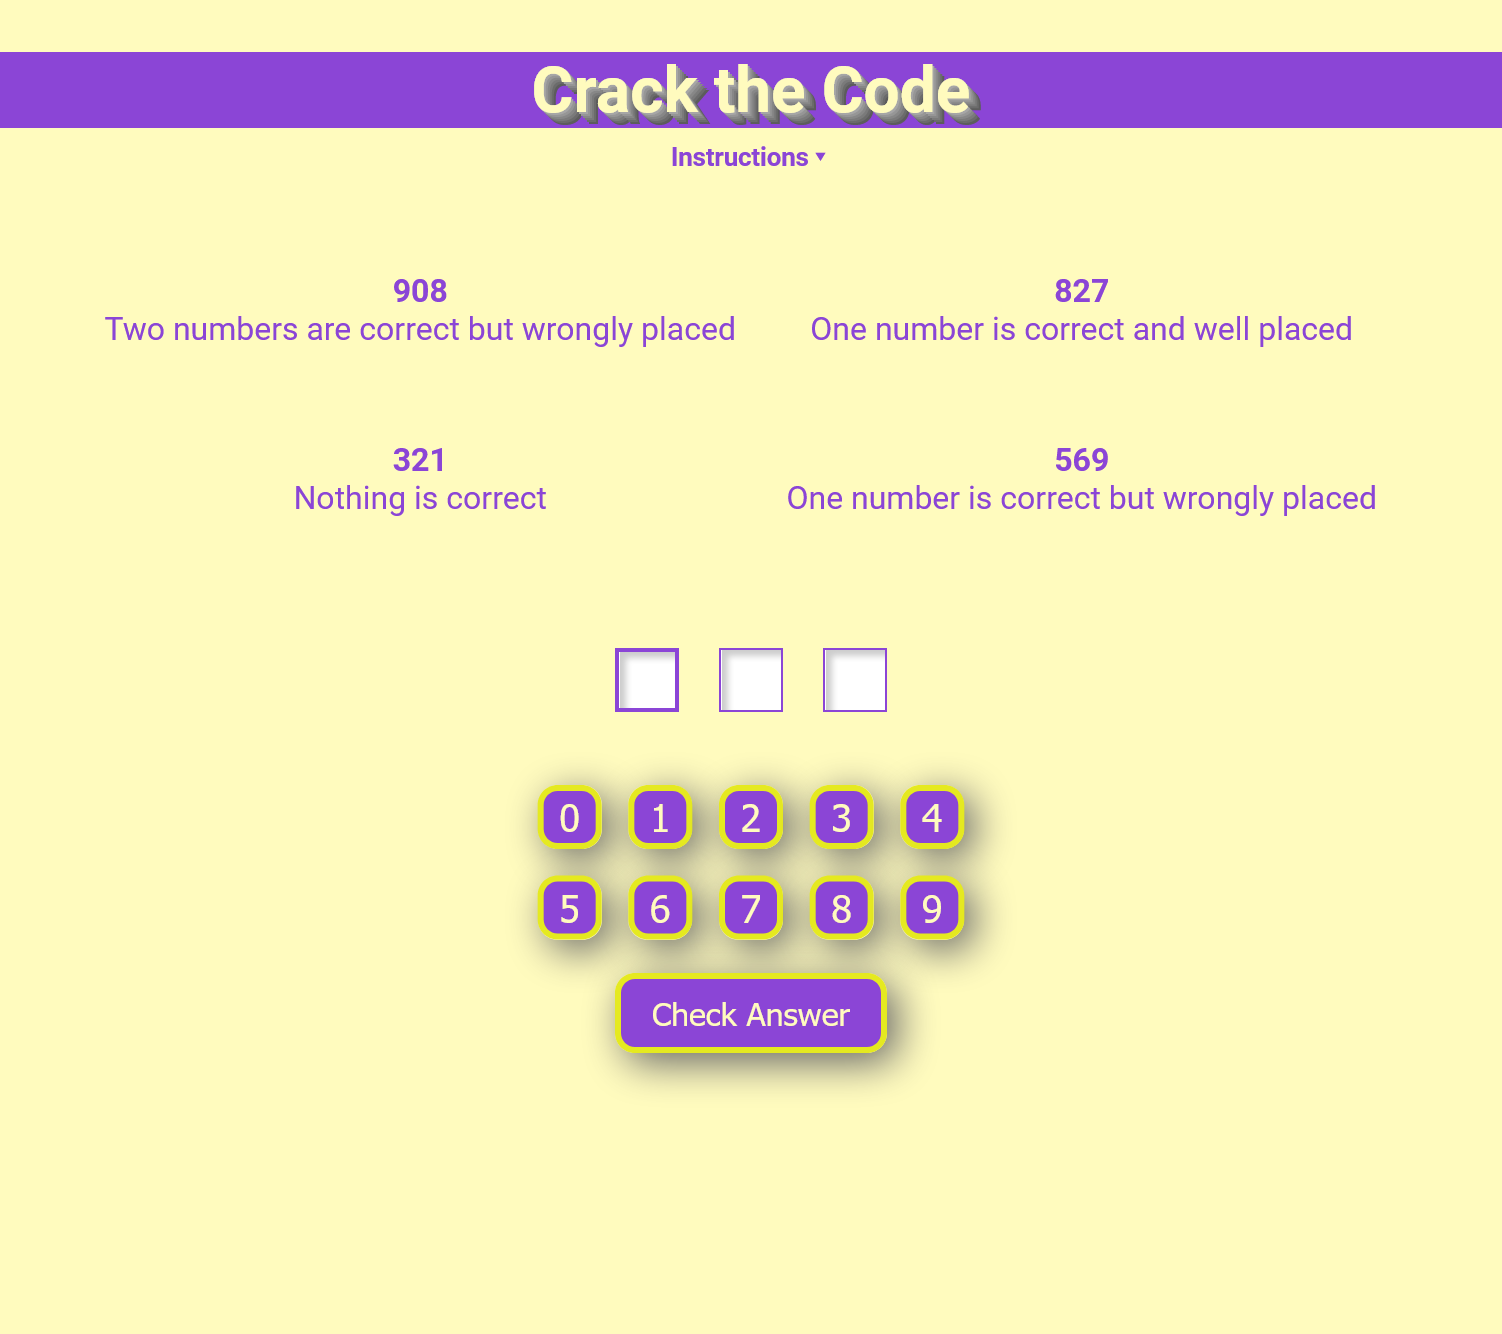 Crack the Code
Instructions ▾
908
Two numbers are correct but wrongly placed
827
One number is correct and well placed
321
Nothing is correct
569
One number is correct but wrongly placed
0 1 2 3 4
5 6 7 8 9
Check Answer